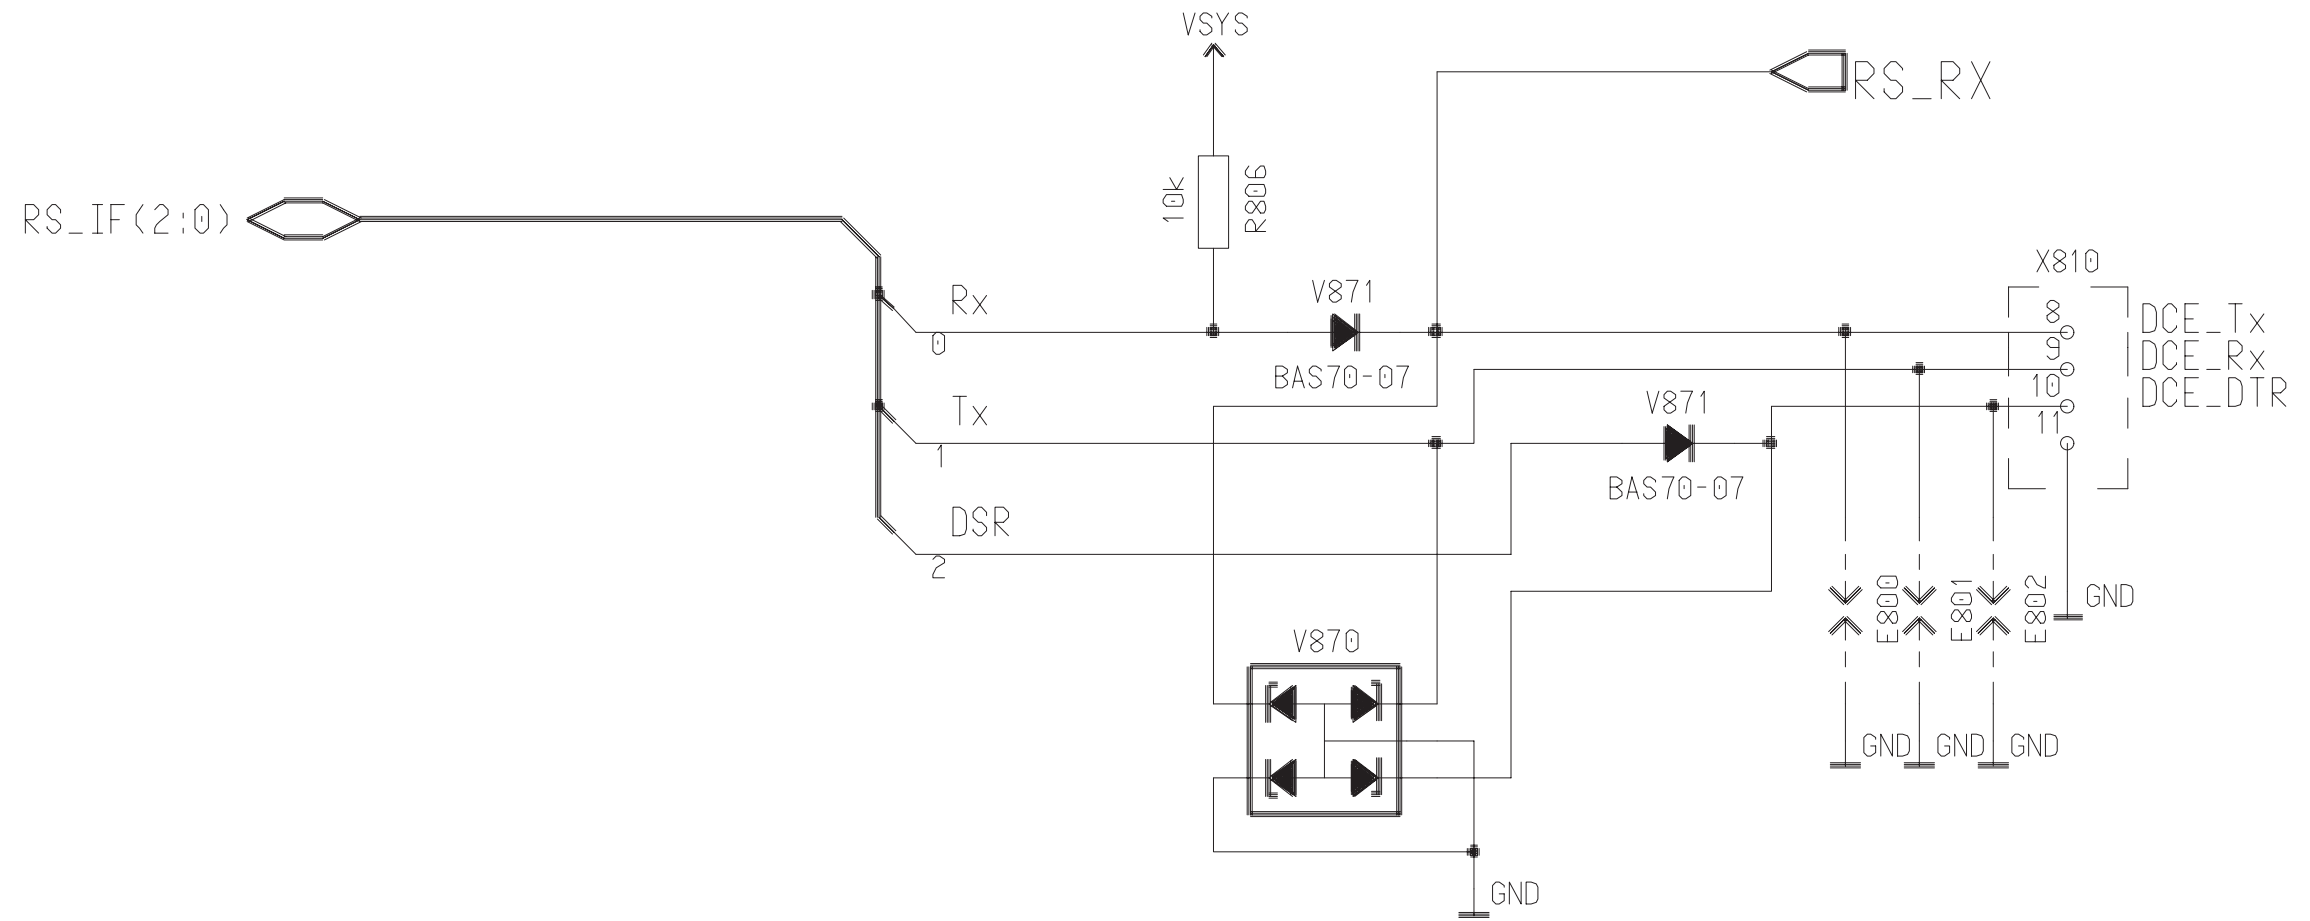 VSYS
RS_RX
10k
R806
RS_IF(2:0)
X810
Rx
V871
8
DCE_Tx
0
9
DCE_Rx
BAS70-07
10
DCE_DTR
Tx
V871
11
1
BAS70-07
DSR
2
E800
E801
E802
GND
V870
GND
GND
GND
GND